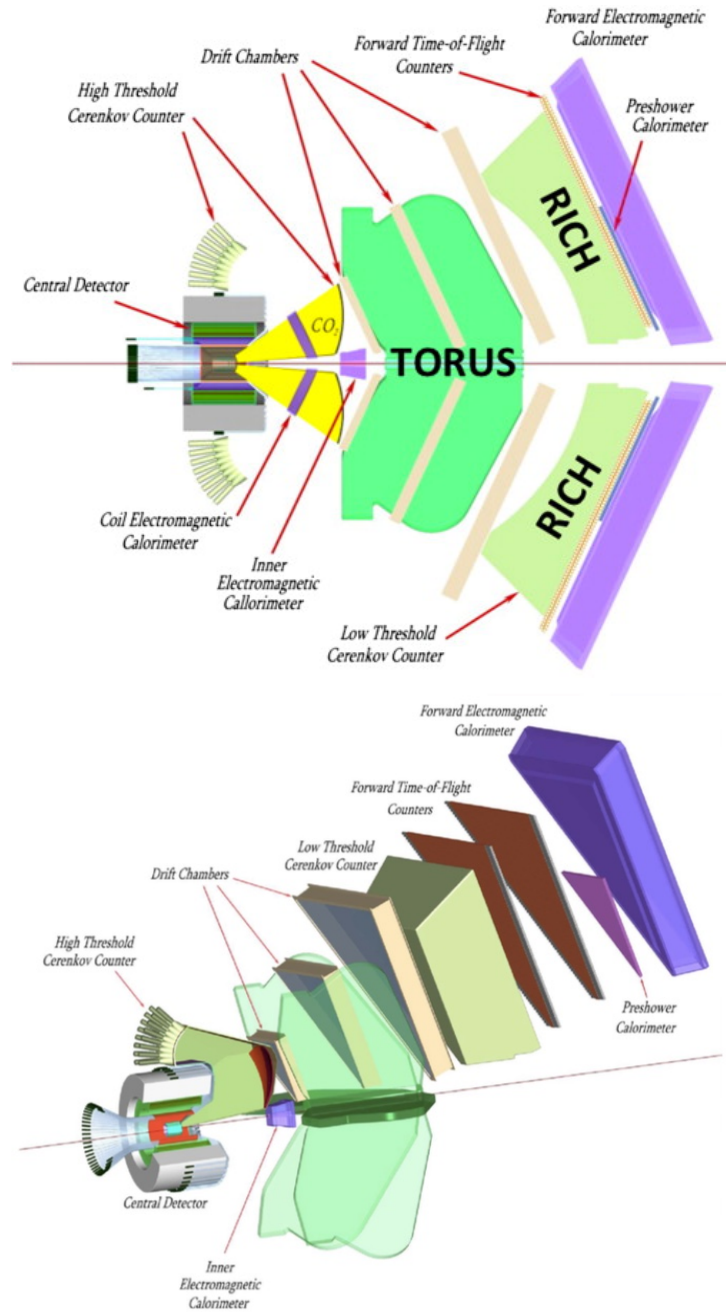 Forward Electromagnetic
Calorimeter
Drift Chambers
Forward Time-of-Flight
Counters
High Threshold
Cerenkov Counter
Preshower
Calorimeter
RICH
Central Detector
CO2
TORUS
RICH
Coil Electromagnetic
Calorimeter
Inner
Electromagnetic
Callorimeter
Low Threshold
Cerenkov Counter
Forward Electromagnetic
Calorimeter
Forward Time-of-Flight
Counters
Low Threshold
Cerenkov Counter
Drift Chambers
High Threshold
Cerenkov Counter
Preshower
Calorimeter
Central Detector
Inner
Electromagnetic
Calorimeter